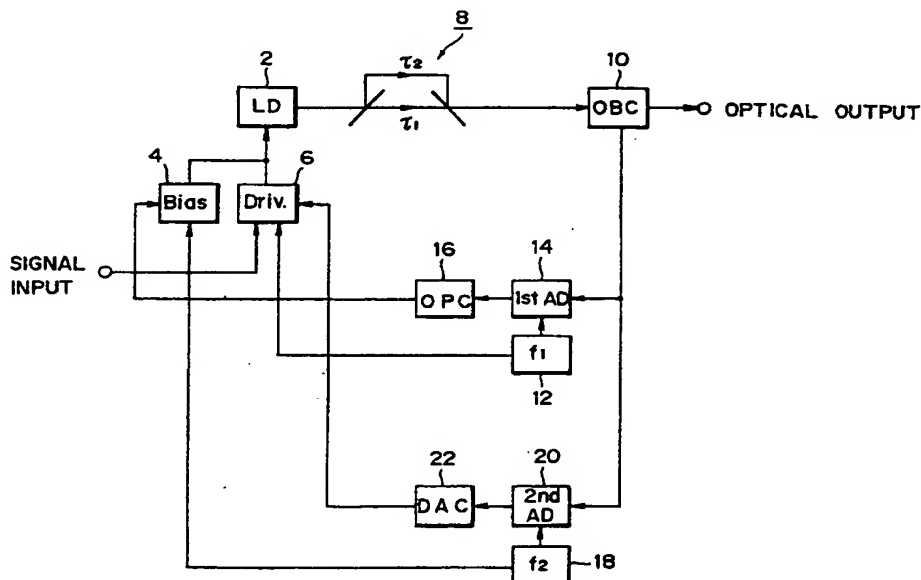 8
2
τ2
10
LD
τ1
OBC
OPTICAL OUTPUT
4
6
Bias
Driv.
SIGNAL
INPUT
16
14
OPC
1st AD
f1
12
22
20
DAC
2nd
AD
f2
18